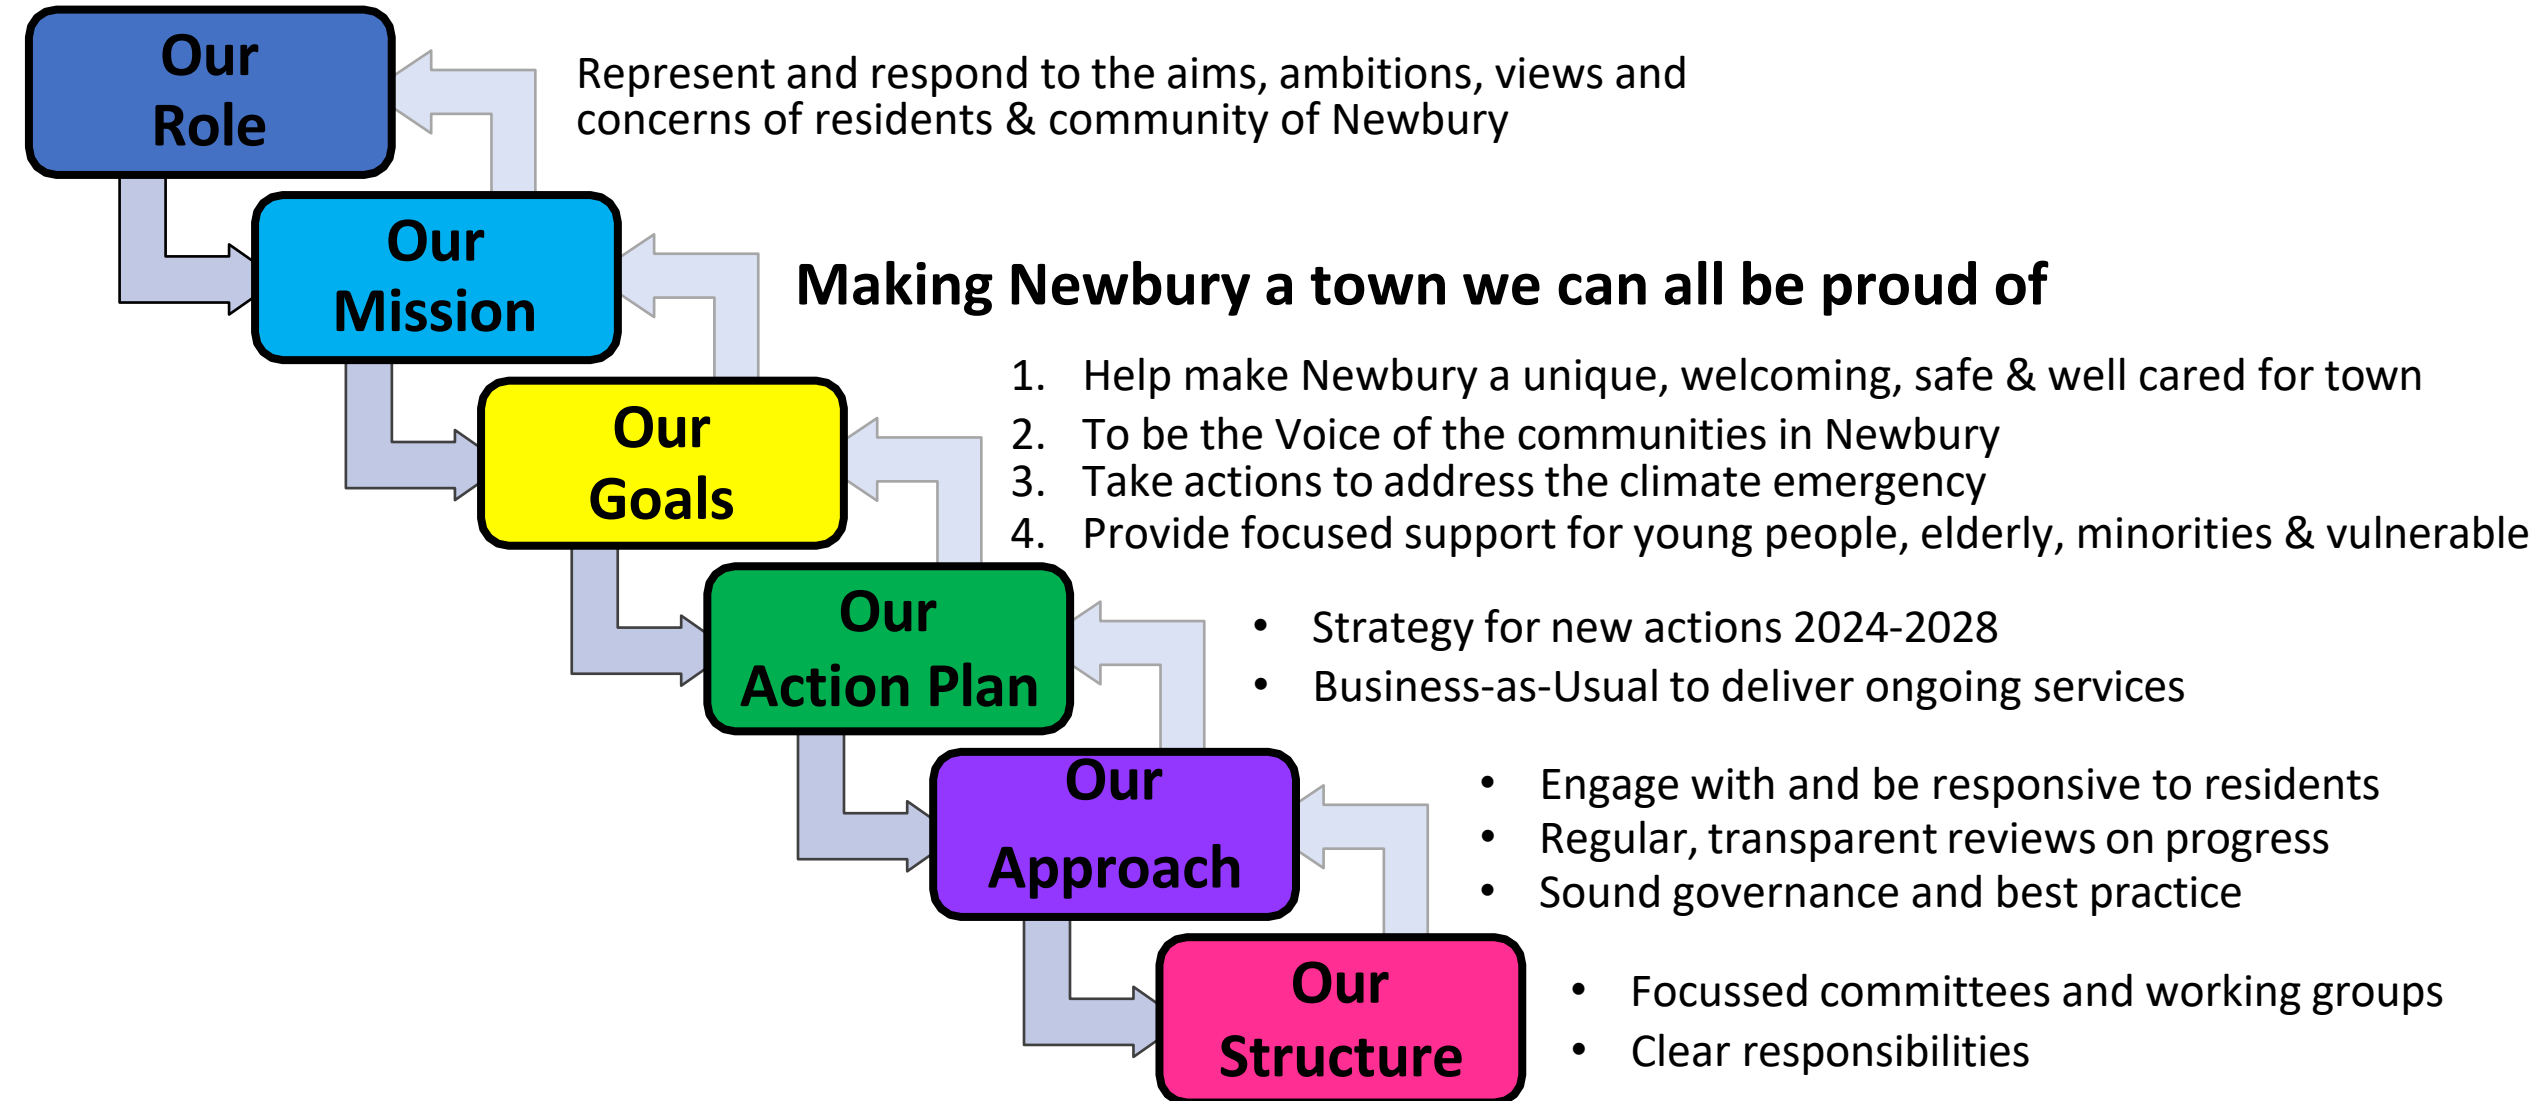 Our
Role
Represent and respond to the aims, ambitions, views and
concerns of residents & community of Newbury
Our
Mission
Making Newbury a town we can all be proud of
Our
Goals
1. Help make Newbury a unique, welcoming, safe & well cared for town
2. To be the Voice of the communities in Newbury
3. Take actions to address the climate emergency
4. Provide focused support for young people, elderly, minorities & vulnerable
Our
Action Plan
• Strategy for new actions 2024-2028
• Business-as-Usual to deliver ongoing services
Our
Approach
• Engage with and be responsive to residents
• Regular, transparent reviews on progress
• Sound governance and best practice
Our
Structure
• Focussed committees and working groups
• Clear responsibilities